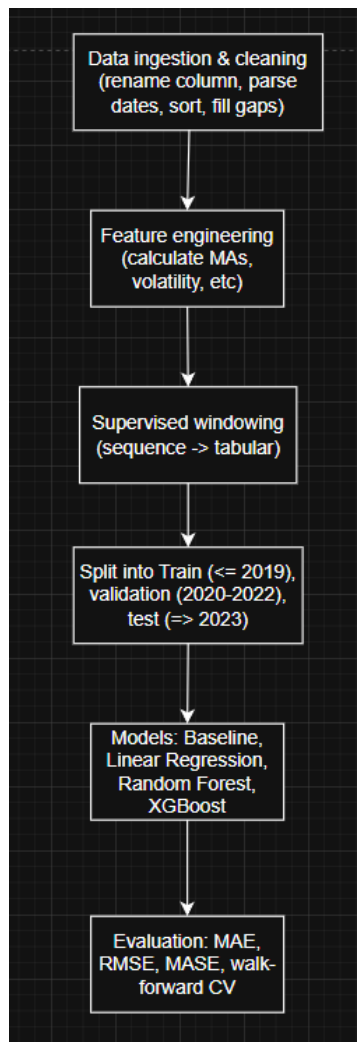 Data ingestion & cleaning
(rename column, parse
dates, sort, fill gaps)
Feature engineering
(calculate MAs,
volatility, etc)
Supervised windowing
(sequence -> tabular)
Split into Train (<= 2019),
validation (2020-2022),
test (=> 2023)
Models: Baseline,
Linear Regression,
Random Forest,
XGBoost
Evaluation: MAE,
RMSE, MASE, walk-
forward CV